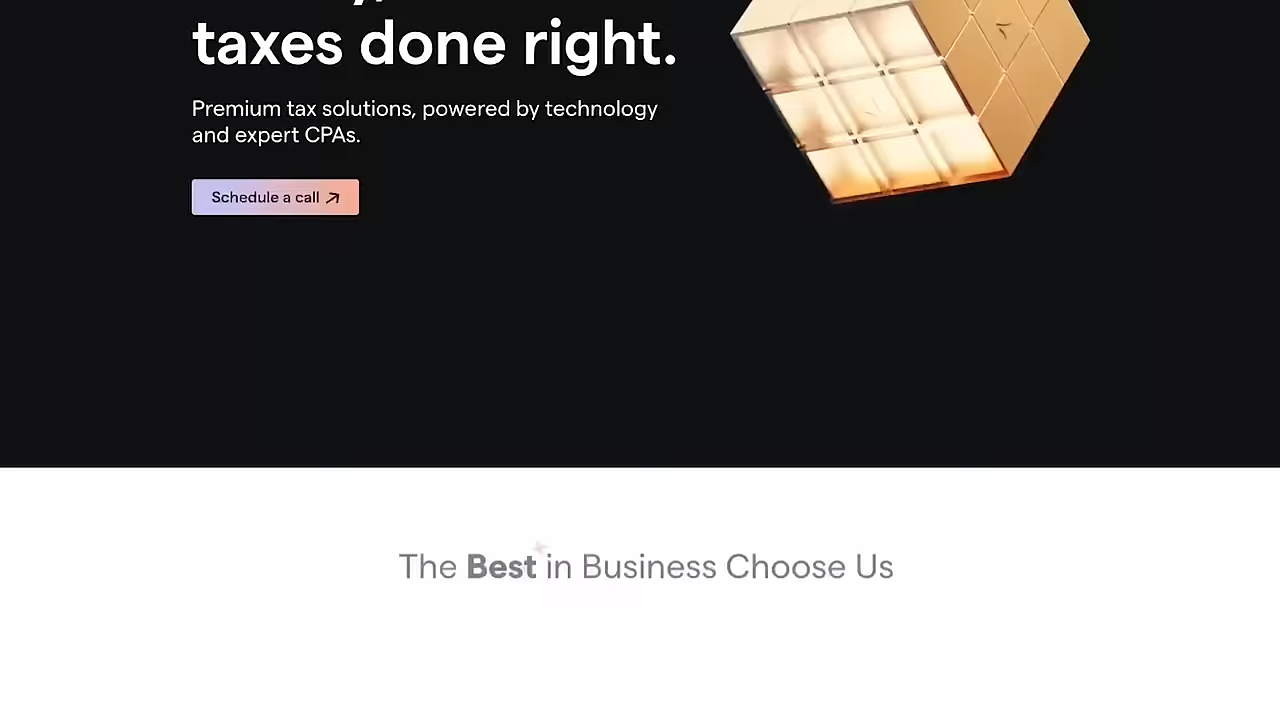 taxes done right.
Premium tax solutions, powered by technology
and expert CPAs.
Schedule a call
The Best in Business Choose Us